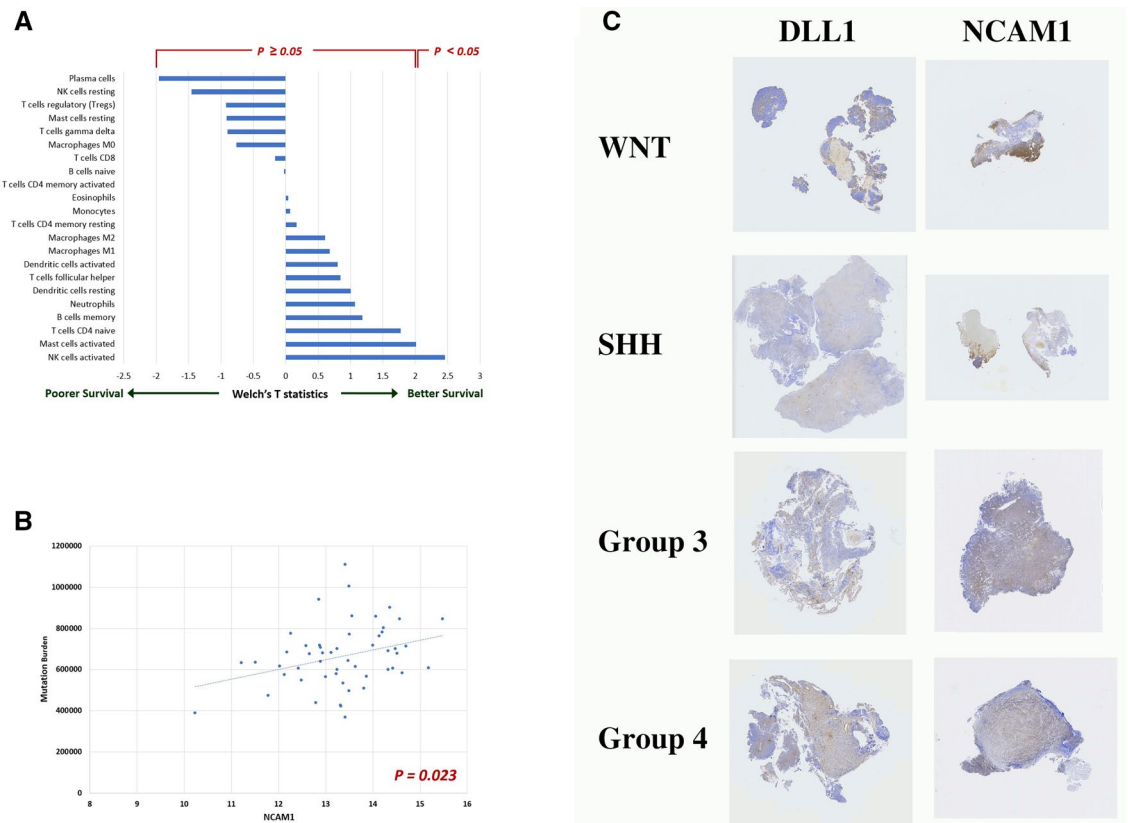 A
P ≥ 0.05
P < 0.05
Plasma cells
NK cells resting
T cells regulatory (Tregs)
Mast cells resting
T cells gamma delta
Macrophages M0
T cells CD8
B cells naive
T cells CD4 memory activated
Eosinophils
Monocytes
T cells CD4 memory resting
Macrophages M2
Macrophages M1
Dendritic cells activated
T cells follicular helper
Dendritic cells resting
Neutrophils
B cells memory
T cells CD4 naive
Mast cells activated
NK cells activated
-2.5 -2 -1.5 -1 -0.5 0 0.5 1 1.5 2 2.5 3
Poorer Survival Welch's T statistics Better Survival
B
1200000
1000000
800000
600000
400000
200000
0
Mutation Burden
P = 0.023
8 9 10 11 12 13 14 15 16
NCAM1
C
DLL1 NCAM1
WNT
SHH
Group 3
Group 4